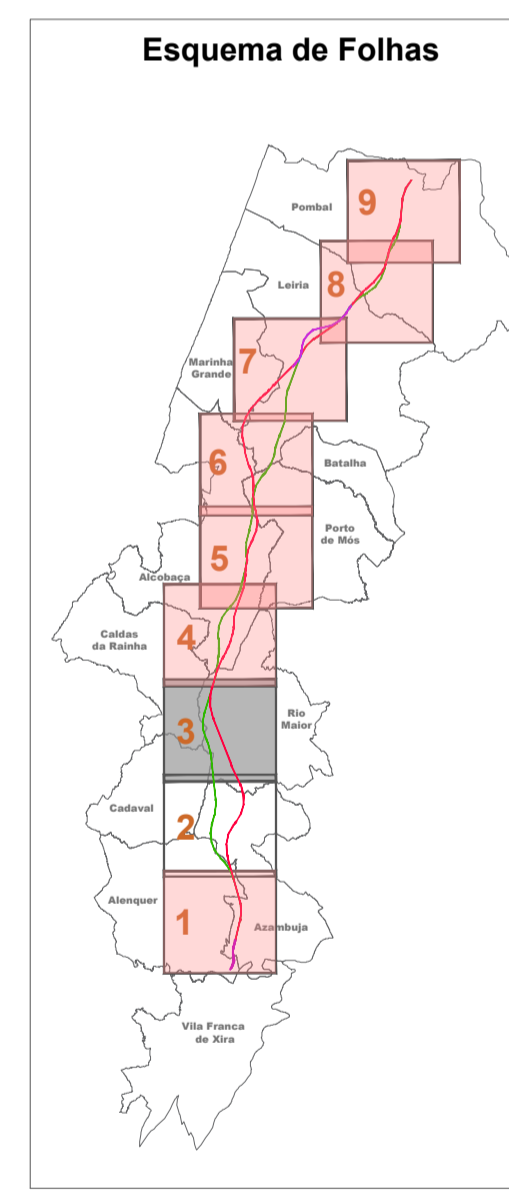 Esquema de Folhas
9
Pombal
8
Leiria
7
Marinha
Grande
6
Batalha
5
Porto
de Mós
Alcobaça
4
Caldas
da Rainha
3
Rio
Maior
2
Cadaval
1
Alenquer
Azambuja
Vila Franca
de Xira